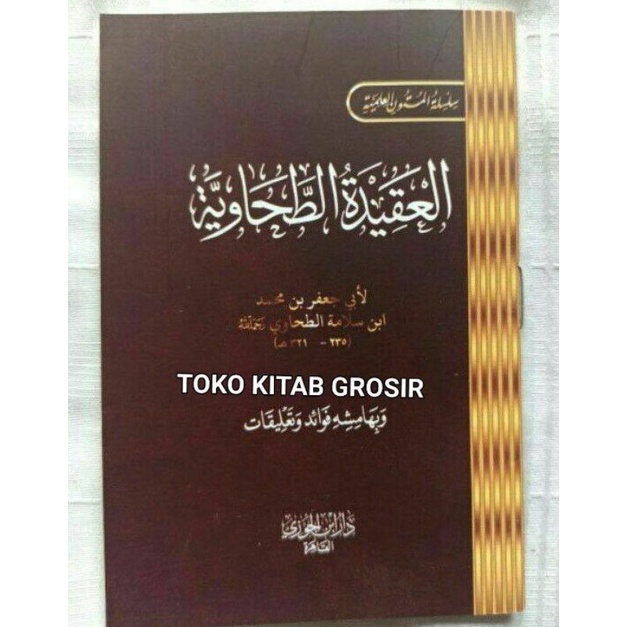 سلسلة المتون العلمية
العقيدة الطحاوية
لأبي جعفر بن محمد
ابن سلامة الطحاوي رحمه الله
(٢٣٥ - ٣٢١ هـ)
TOKO KITAB GROSIR
وبهامشه فوائد وتعليقات
دار ابن الجوزي
القاهرة